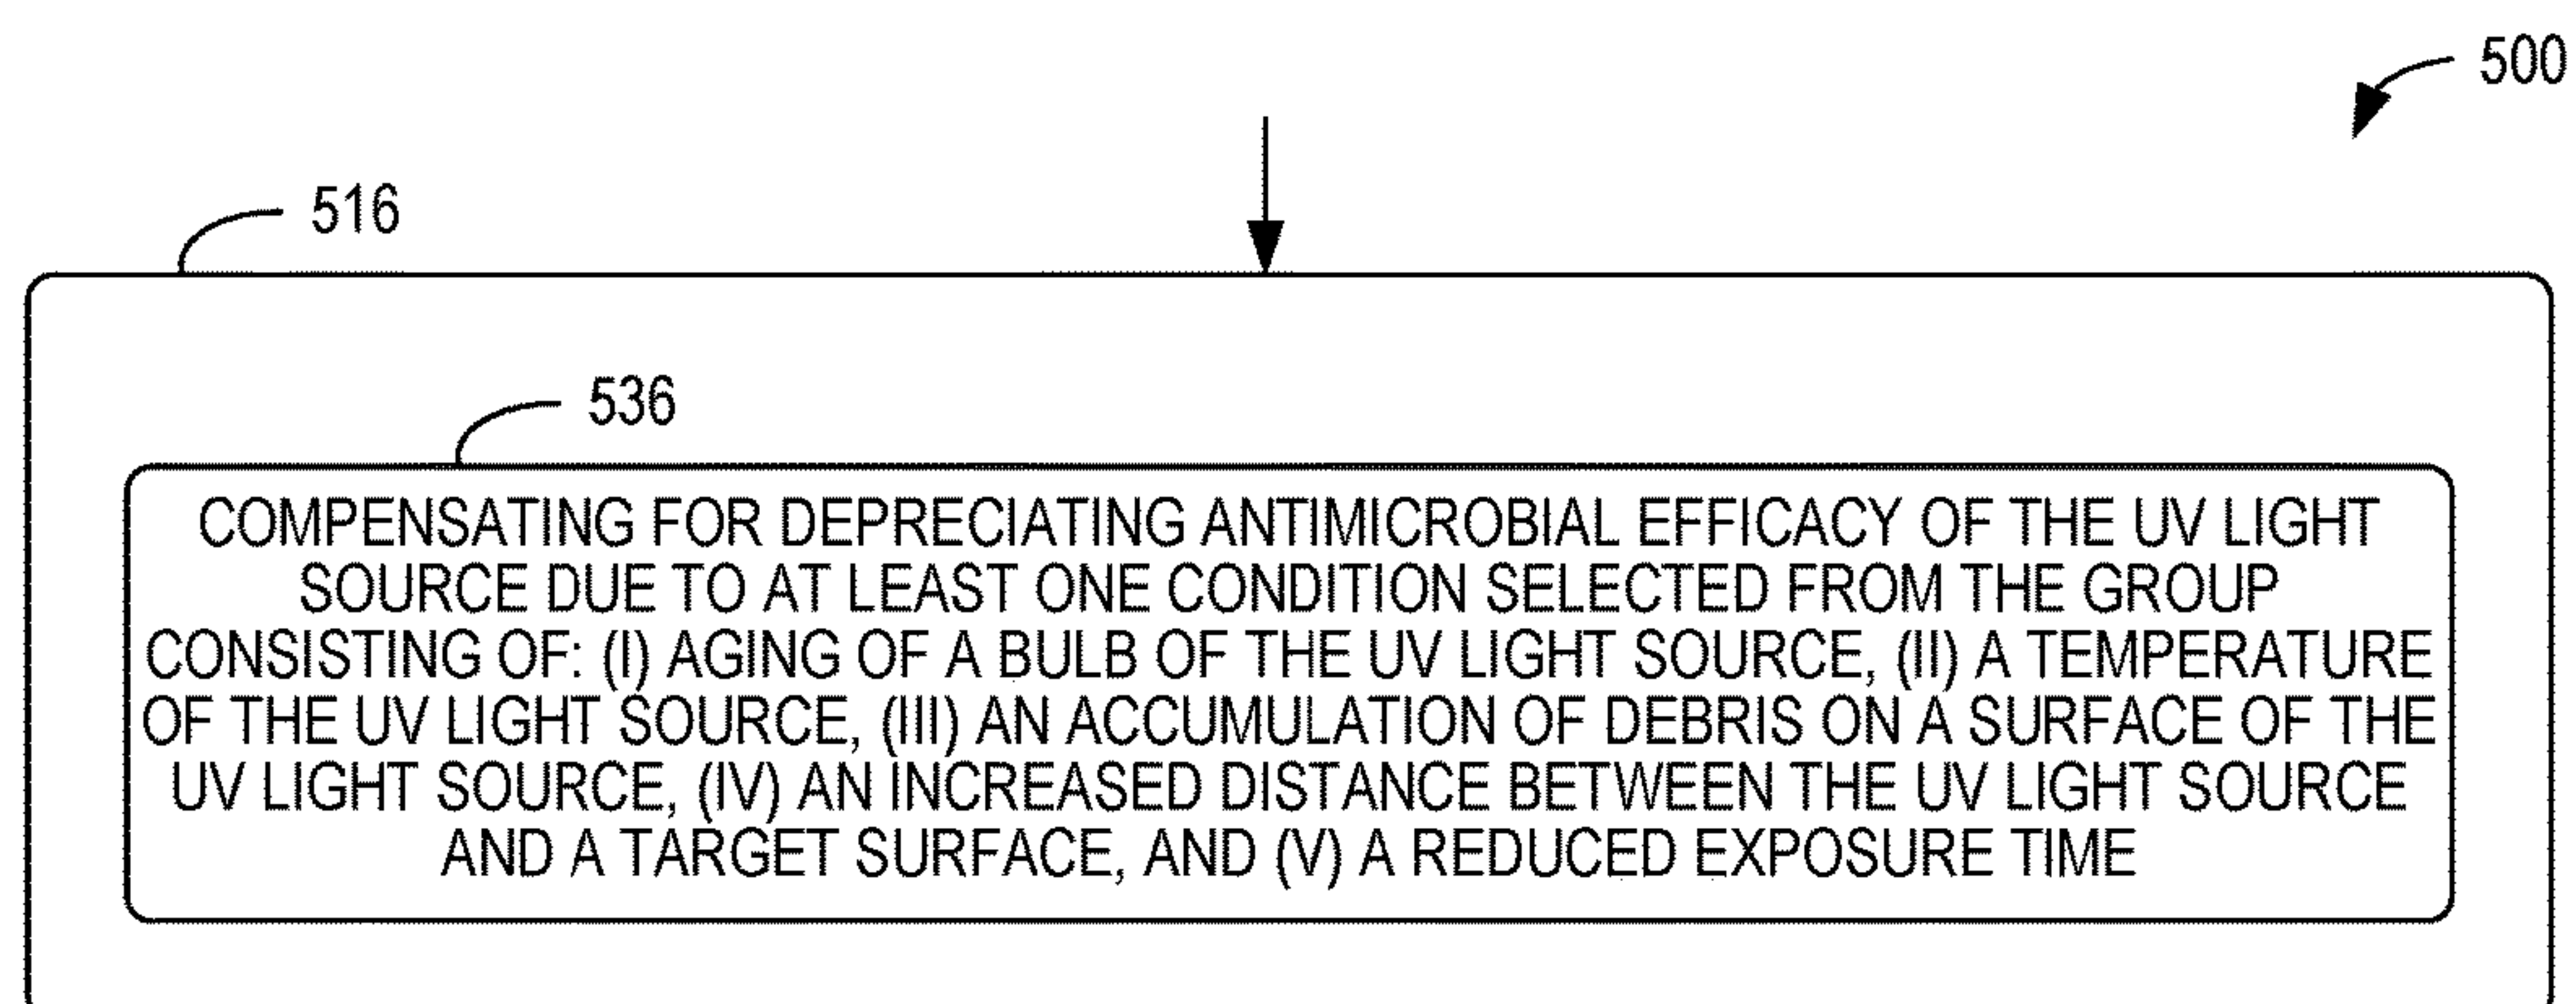 500
516
536
COMPENSATING FOR DEPRECIATING ANTIMICROBIAL EFFICACY OF THE UV LIGHT
SOURCE DUE TO AT LEAST ONE CONDITION SELECTED FROM THE GROUP
CONSISTING OF: (I) AGING OF A BULB OF THE UV LIGHT SOURCE, (II) A TEMPERATURE
OF THE UV LIGHT SOURCE, (III) AN ACCUMULATION OF DEBRIS ON A SURFACE OF THE
UV LIGHT SOURCE, (IV) AN INCREASED DISTANCE BETWEEN THE UV LIGHT SOURCE
AND A TARGET SURFACE, AND (V) A REDUCED EXPOSURE TIME